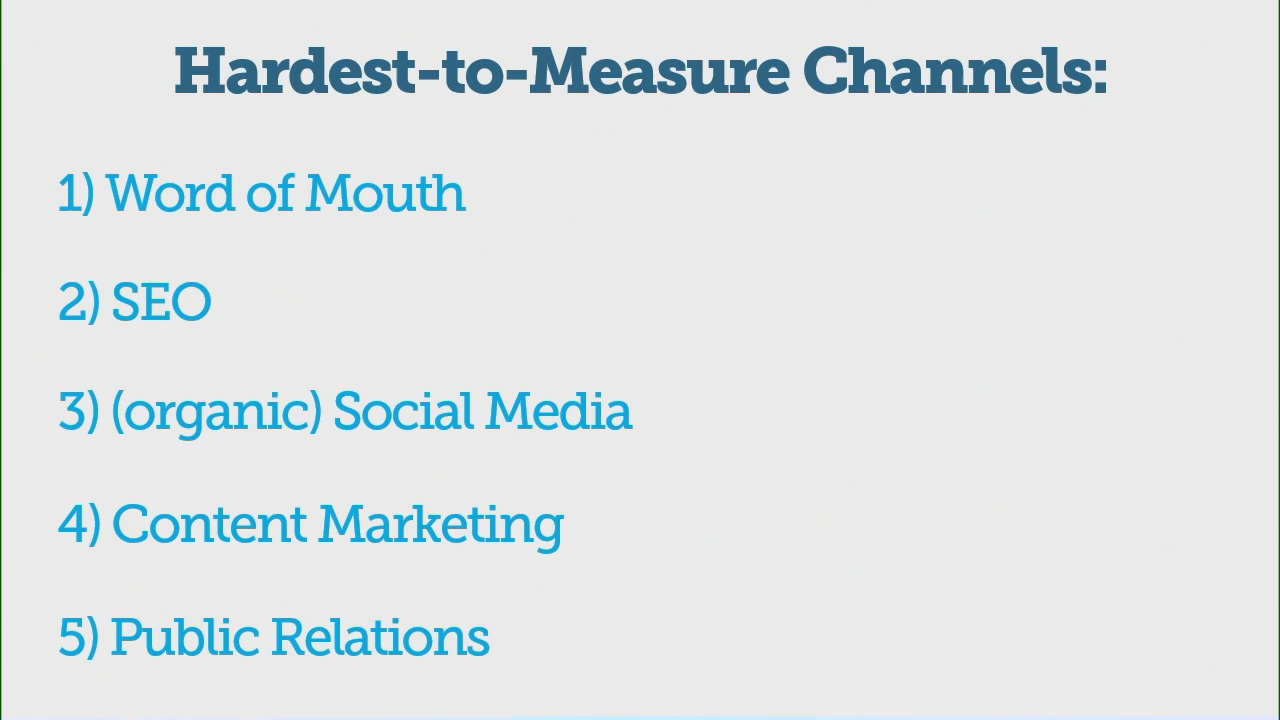 Hardest-to-Measure Channels:
1) Word of Mouth
2) SEO
3) (organic) Social Media
4) Content Marketing
5) Public Relations